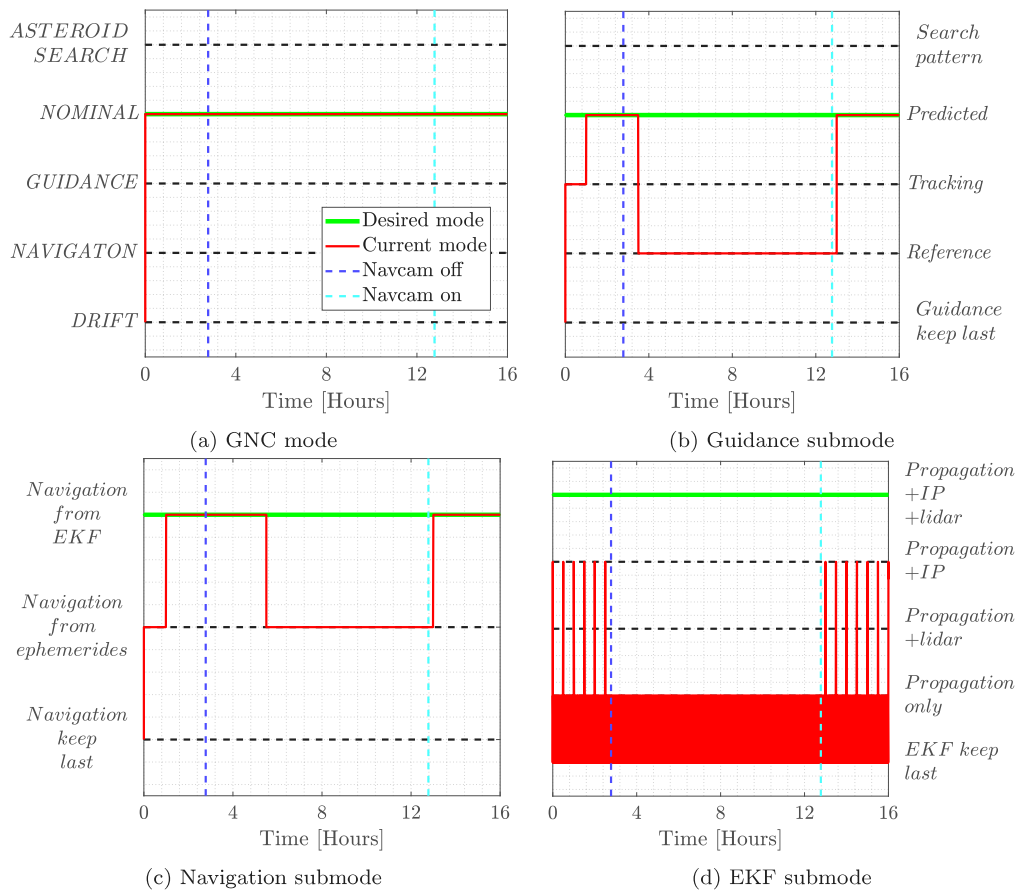 ASTEROID
SEARCH
NOMINAL
GUIDANCE
NAVIGATON
DRIFT
Desired mode
Current mode
Navcam off
Navcam on
0 4 8 12 16
Time [Hours]
(a) GNC mode
Search
pattern
Predicted
Tracking
Reference
Guidance
keep last
0 4 8 12 16
Time [Hours]
(b) Guidance submode
Navigation
from
EKF
Navigation
from
ephemerides
Navigation
keep
last
0 4 8 12 16
Time [Hours]
(c) Navigation submode
Propagation
+IP
+lidar
Propagation
+IP
Propagation
+lidar
Propagation
only
EKF keep
last
0 4 8 12 16
Time [Hours]
(d) EKF submode